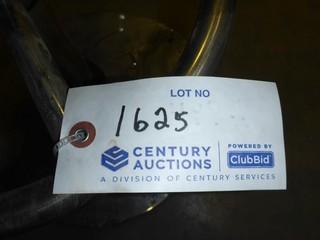 LOT NO
1625
CENTURY AUCTIONS
POWERED BY
ClubBid
A DIVISION OF CENTURY SERVICES